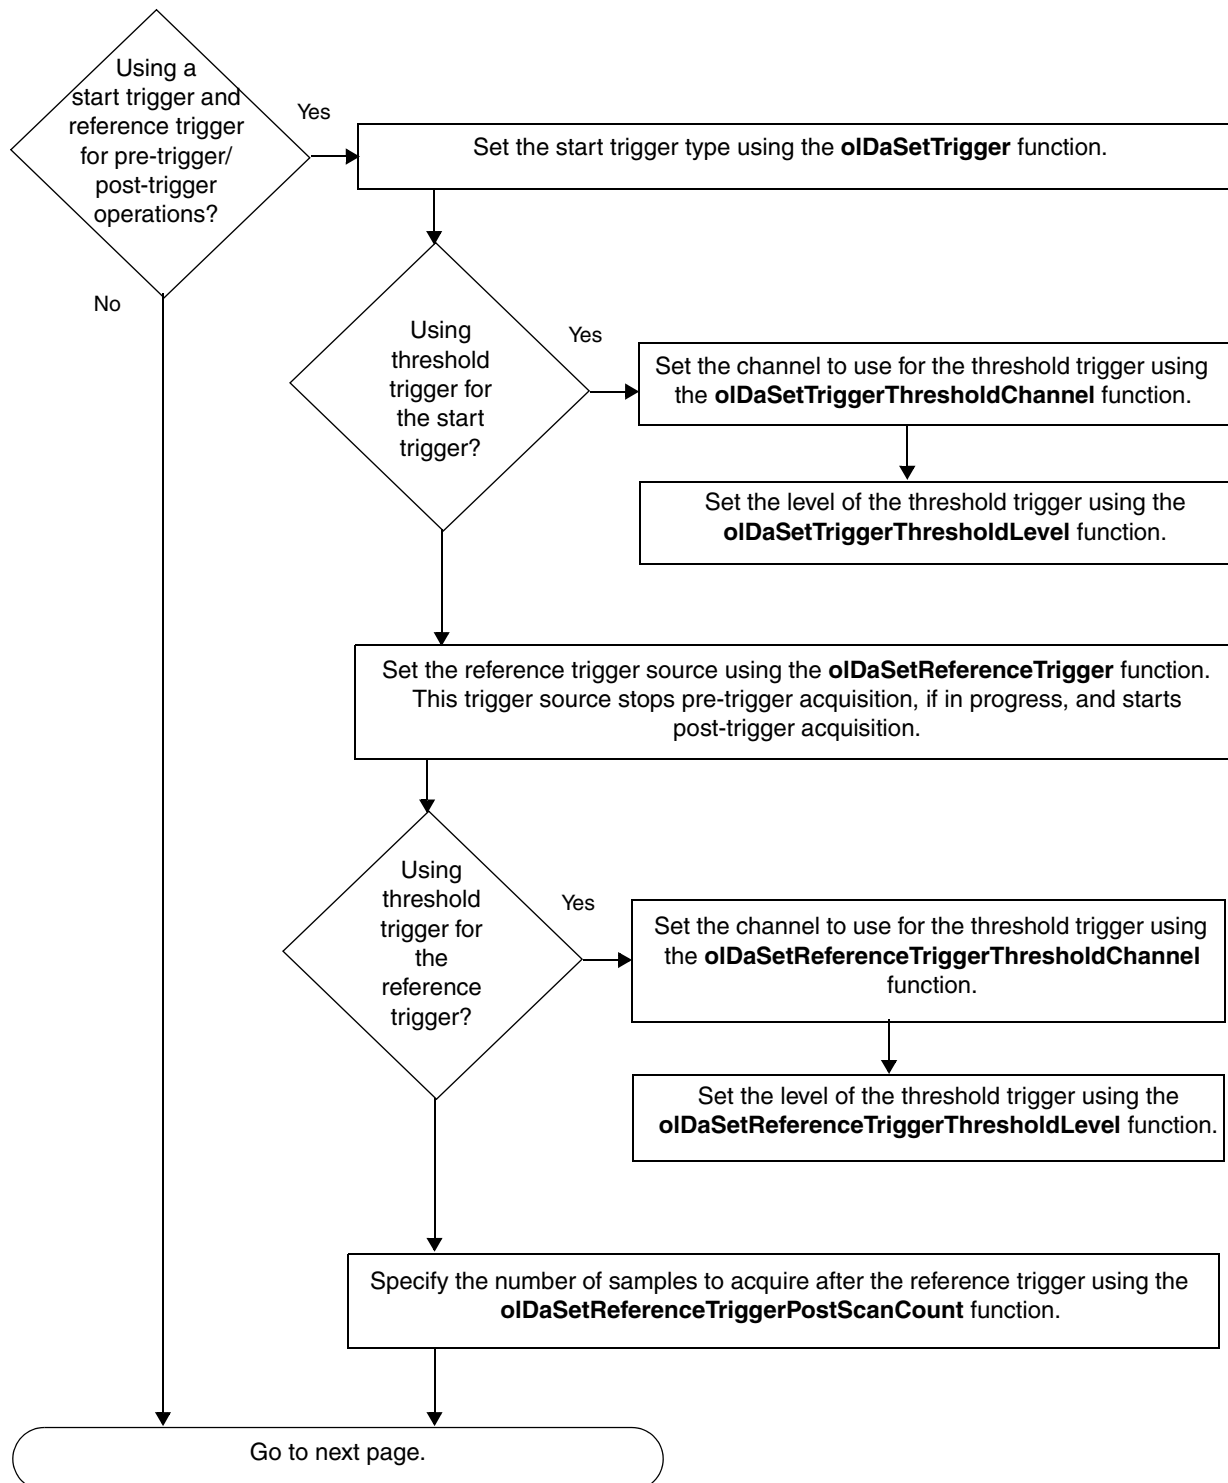 Using a
start trigger and
reference trigger
for pre-trigger/
post-trigger
operations?
Yes
Set the start trigger type using the olDaSetTrigger function.
No
Using
threshold
trigger for
the start
trigger?
Yes
Set the channel to use for the threshold trigger using
the olDaSetTriggerThresholdChannel function.
Set the level of the threshold trigger using the
olDaSetTriggerThresholdLevel function.
Set the reference trigger source using the olDaSetReferenceTrigger function.
This trigger source stops pre-trigger acquisition, if in progress, and starts
post-trigger acquisition.
Using
threshold
trigger for
the
reference
trigger?
Yes
Set the channel to use for the threshold trigger using
the olDaSetReferenceTriggerThresholdChannel
function.
Set the level of the threshold trigger using the
olDaSetReferenceTriggerThresholdLevel function.
Specify the number of samples to acquire after the reference trigger using the
olDaSetReferenceTriggerPostScanCount function.
Go to next page.